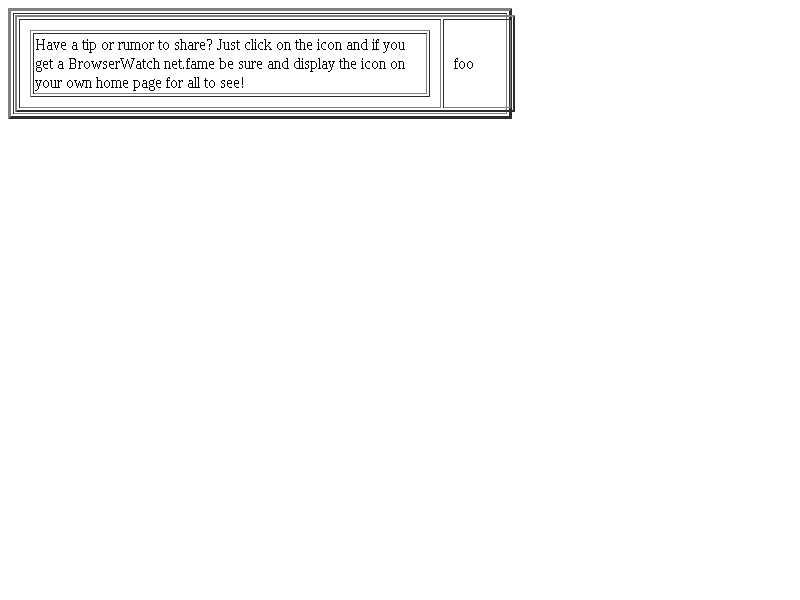 Have a tip or rumor to share? Just click on the icon and if you
get a BrowserWatch net.fame be sure and display the icon on
your own home page for all to see!
foo